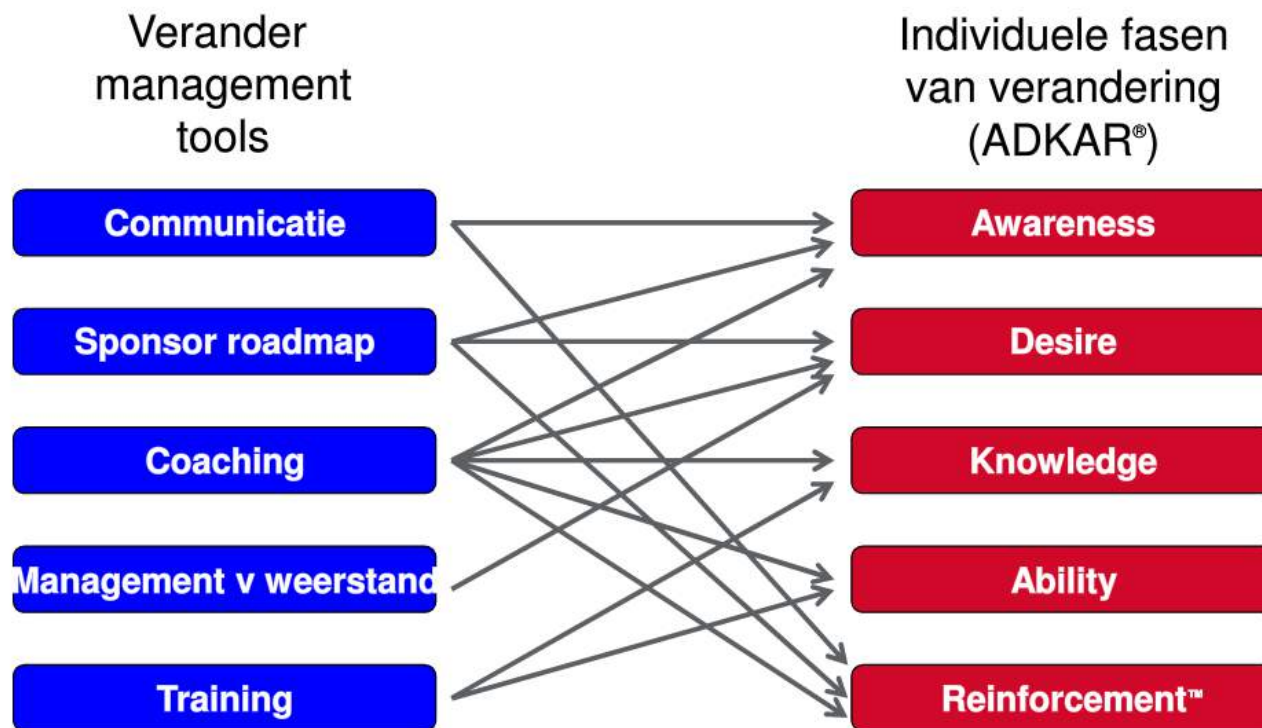 Verander
management
tools
Individuele fasen
van verandering
(ADKAR®)
Communicatie
Awareness
Sponsor roadmap
Desire
Coaching
Knowledge
Management v weerstand
Ability
Training
Reinforcement™